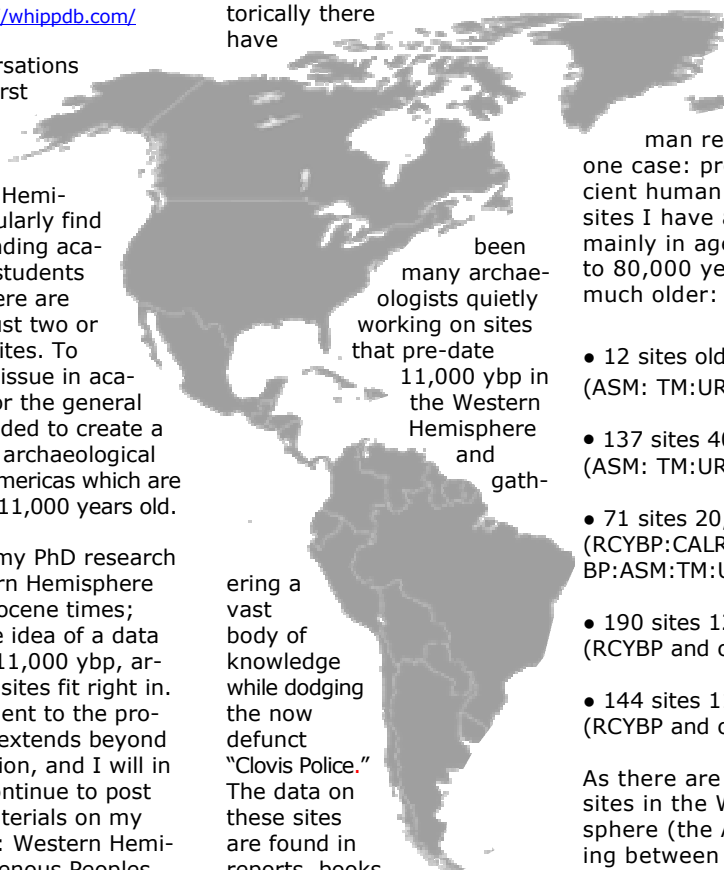 //whippdb.com/
rsations
rst
Hemi-
ularly find
ding aca-
students
ere are
ust two or
ites. To
issue in aca-
or the general
ded to create a
archaeological
mericas which are
11,000 years old.
my PhD research
rn Hemisphere
ocene times;
e idea of a data
11,000 ybp, ar-
sites fit right in.
ent to the pro-
extends beyond
ion, and I will in
ontinue to post
terials on my
: Western Hemi-
enous Peoples
torically there
have
been
many archae-
ologists quietly
working on sites
that pre-date
11,000 ybp in
the Western
Hemisphere
and
gath-
ering a
vast
body of
knowledge
while dodging
the now
defunct
“Clovis Police.”
The data on
these sites
are found in
reports, books
man re
one case: pr
cient human
sites I have a
mainly in age
to 80,000 ye
much older:
● 12 sites old
(ASM: TM:UR
● 137 sites 40
(ASM: TM:UR
● 71 sites 20,
(RCYBP:CALR
BP:ASM:TM:U
● 190 sites 12
(RCYBP and c
● 144 sites 1
(RCYBP and c
As there are
sites in the W
sphere (the A
ing between